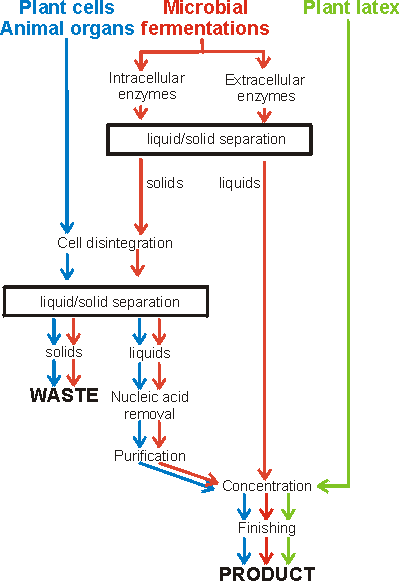 Plant cells
Animal organs
Microbial
fermentations
Plant latex
Intracellular
enzymes
Extracellular
enzymes
liquid/solid separation
solids
liquids
Cell disintegration
liquid/solid separation
solids
liquids
WASTE
Nucleic acid
removal
Purification
Concentration
Finishing
PRODUCT